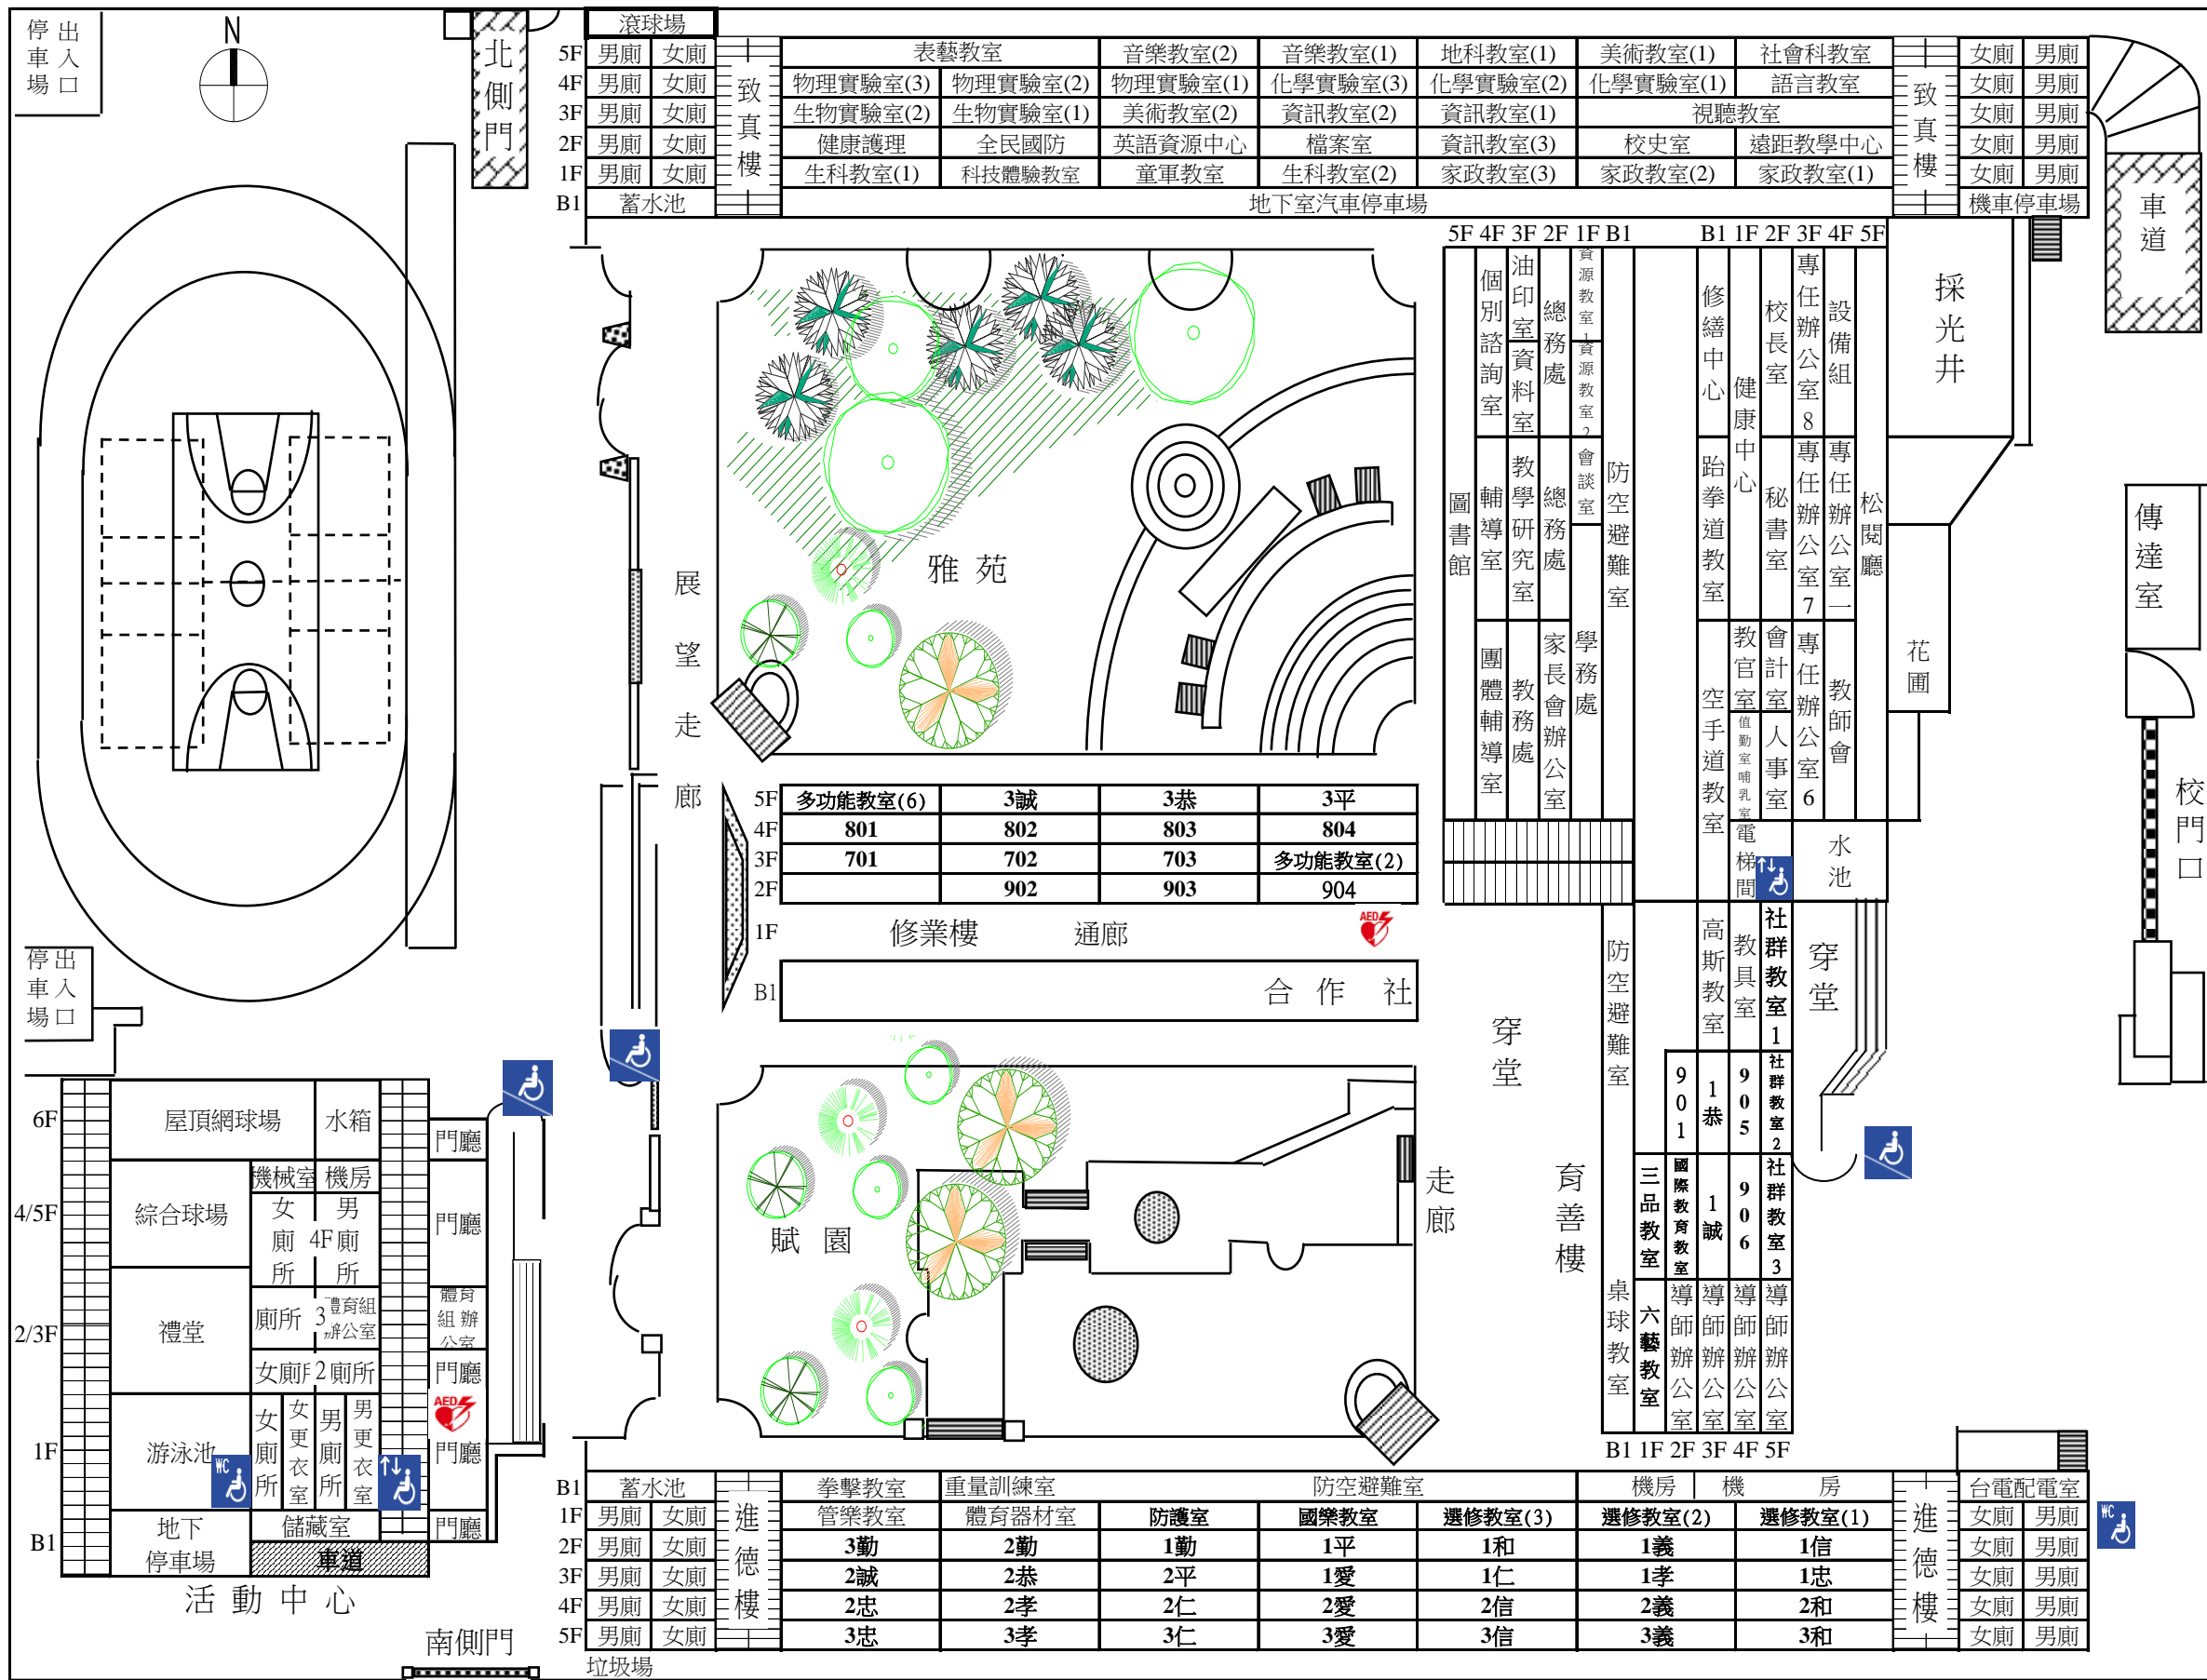 停車場
出入口
N
北側門
滾球場
5F 男廁 女廁 表藝教室 音樂教室(2) 音樂教室(1) 地科教室(1) 美術教室(1) 社會科教室 女廁 男廁
4F 男廁 女廁 物理實驗室(3) 物理實驗室(2) 物理實驗室(1) 化學實驗室(3) 化學實驗室(2) 化學實驗室(1) 語言教室 女廁 男廁
3F 男廁 女廁 生物實驗室(2) 生物實驗室(1) 美術教室(2) 資訊教室(2) 資訊教室(1) 視聽教室 女廁 男廁
2F 男廁 女廁 健康護理 全民國防 英語資源中心 檔案室 資訊教室(3) 校史室 遠距教學中心 女廁 男廁
1F 男廁 女廁 生科教室(1) 科技體驗教室 童軍教室 生科教室(2) 家政教室(3) 家政教室(2) 家政教室(1) 女廁 男廁
B1 蓄水池 地下室汽車停車場 機車停車場
致真樓
致真樓
車道
5F 4F 3F 2F 1F B1
B1 1F 2F 3F 4F 5F
圖書館
個別諮詢室
輔導室
團體輔導室
油印室
資料室
教學研究室
教務處
總務處
總務處
家長會辦公室
資源教室1
資源教室2
會談室
學務處
防空避難室
修繕中心
跆拳道教室
空手道教室
健康中心
教官室
值勤室哺乳室
電梯間
校長室
秘書室
會計室
人事室
專任辦公室8
專任辦公室7
專任辦公室6
設備組
專任辦公室一
教師會
松閱廳
採光井
花圃
水池
傳達室
校門口
雅苑
展望走廊
5F 多功能教室(6) 3誠 3恭 3平
4F 801 802 803 804
3F 701 702 703 多功能教室(2)
2F 902 903 904
1F 修業樓 通廊 AED
B1 合作社
停車場
出入口
穿堂
走廊
育善樓
賦園
防空避難室
桌球教室
三品教室
六藝教室
901
國際教育教室
導師辦公室
高斯教室
1恭
1誠
導師辦公室
教具室
905
906
導師辦公室
社群教室1
社群教室2
社群教室3
導師辦公室
穿堂
B1 1F 2F 3F 4F 5F
6F 屋頂網球場 水箱 門廳
4/5F 綜合球場 機械室 機房 女廁所 4F 男廁所 門廳
2/3F 禮堂 廁所 3 體育組辦公室 體育組辦公室
女廁所 2 廁所 門廳
AED
1F 游泳池 女廁所 女更衣室 男廁所 男更衣室 門廳
WC
B1 地下停車場 儲藏室 門廳
車道
活動中心
南側門
B1 蓄水池 拳擊教室 重量訓練室 防空避難室 機房 機房 台電配電室
1F 男廁 女廁 管樂教室 體育器材室 防護室 國樂教室 選修教室(3) 選修教室(2) 選修教室(1) 女廁 男廁
2F 男廁 女廁 3勤 2勤 1勤 1平 1和 1義 1信 女廁 男廁
3F 男廁 女廁 2誠 2恭 2平 1愛 1仁 1孝 1忠 女廁 男廁
4F 男廁 女廁 2忠 2孝 2仁 2愛 2信 2義 2和 女廁 男廁
5F 男廁 女廁 3忠 3孝 3仁 3愛 3信 3義 3和 女廁 男廁
進德樓
進德樓
WC
垃圾場